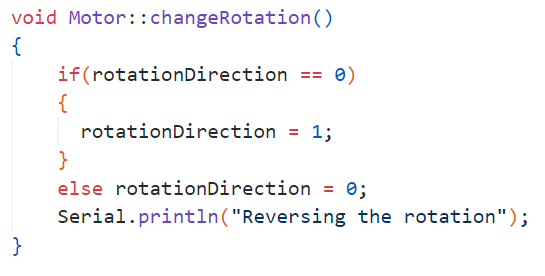 void Motor::changeRotation()
{
    if(rotationDirection == 0)
    {
      rotationDirection = 1;
    }
    else rotationDirection = 0;
    Serial.println("Reversing the rotation");
}